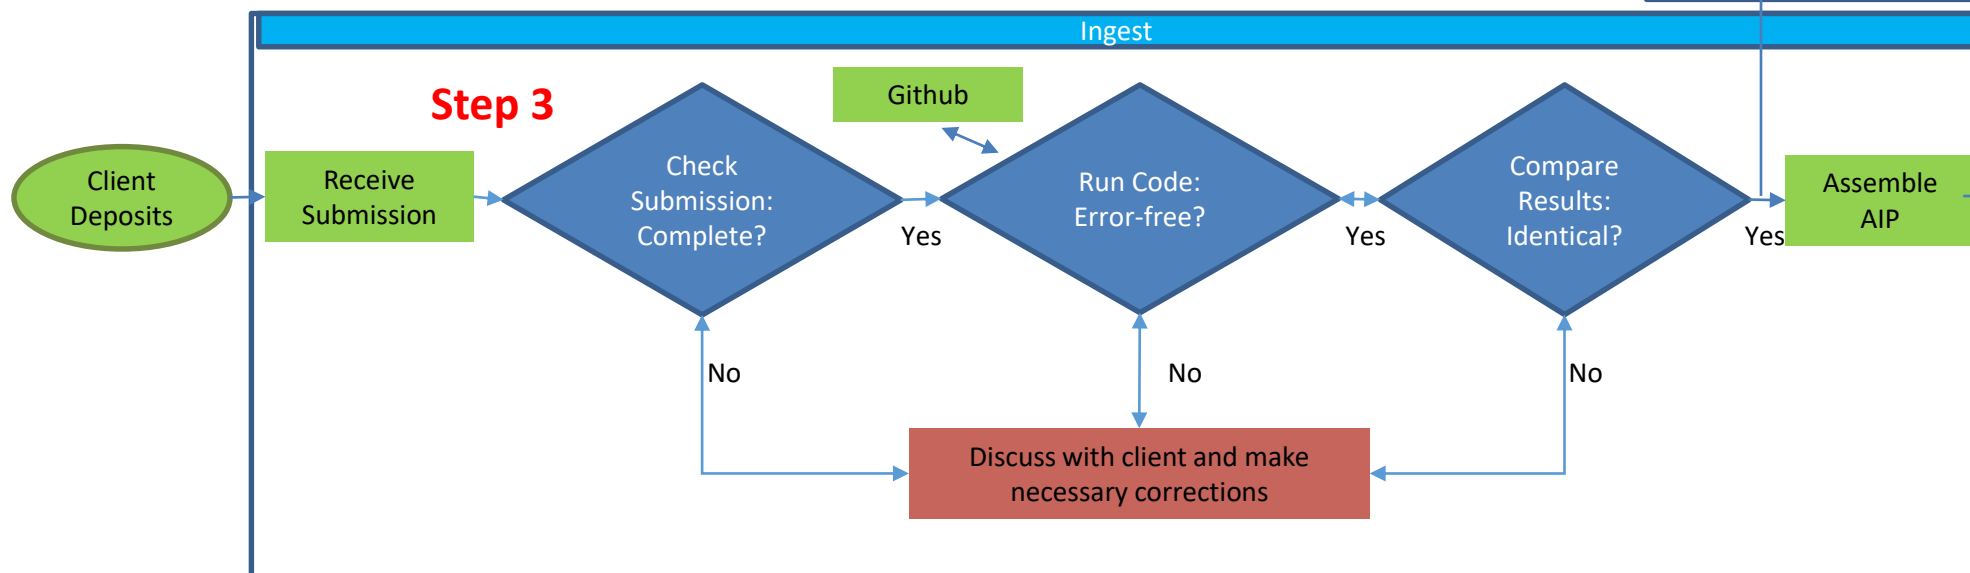 Ingest
Step 3
Github
Client
Deposits
Receive
Submission
Check
Submission:
Complete?
Yes
Run Code:
Error-free?
Yes
Compare
Results:
Identical?
Yes
Assemble
AIP
No
No
No
Discuss with client and make
necessary corrections